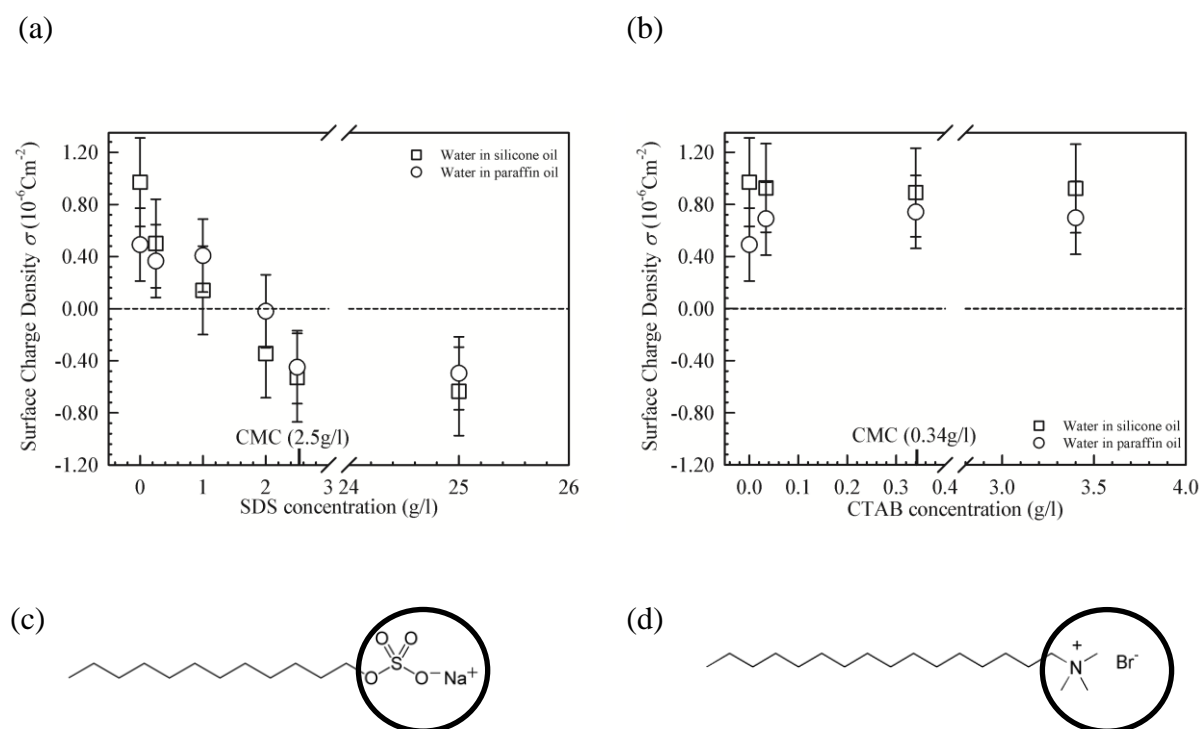 (a)
(b)
Surface Charge Density σ (10⁻⁶Cm⁻²)
1.20
0.80
0.40
0.00
-0.40
-0.80
-1.20
Water in silicone oil
Water in paraffin oil
CMC (2.5g/l)
0 1 2 3 24 25 26
SDS concentration (g/l)
Surface Charge Density σ (10⁻⁶Cm⁻²)
1.20
0.80
0.40
0.00
-0.40
-0.80
-1.20
CMC (0.34g/l)
Water in silicone oil
Water in paraffin oil
0.0 0.1 0.2 0.3 0.4 3.0 3.5 4.0
CTAB concentration (g/l)
(c)
O O
S
O O⁻ Na⁺
(d)
+
N Br⁻